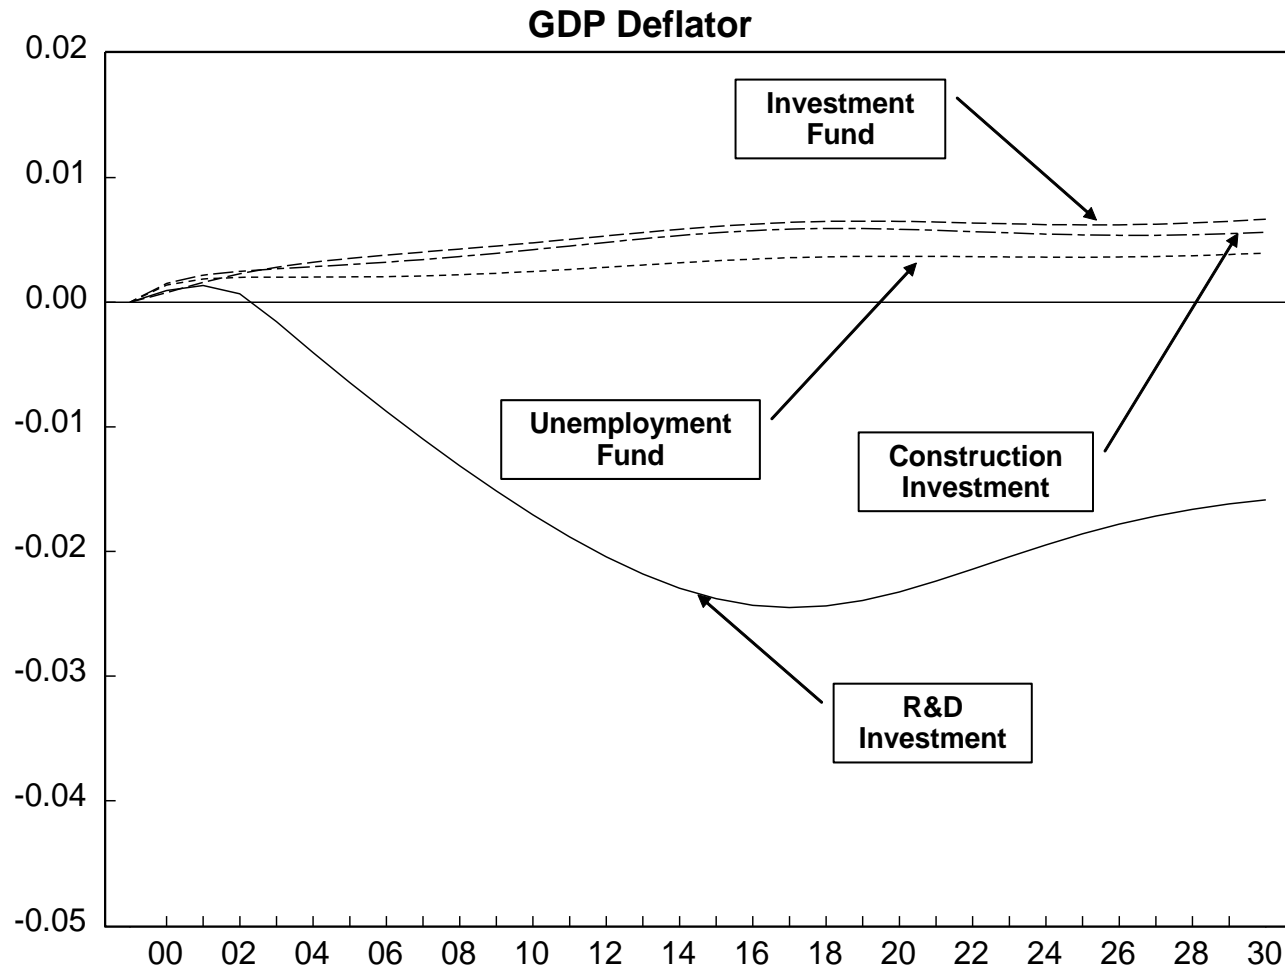 GDP Deflator
0.02
Investment
Fund
0.01
0.00
-0.01
Unemployment
Fund
Construction
Investment
-0.02
-0.03
R&D
Investment
-0.04
-0.05
00 02 04 06 08 10 12 14 16 18 20 22 24 26 28 30